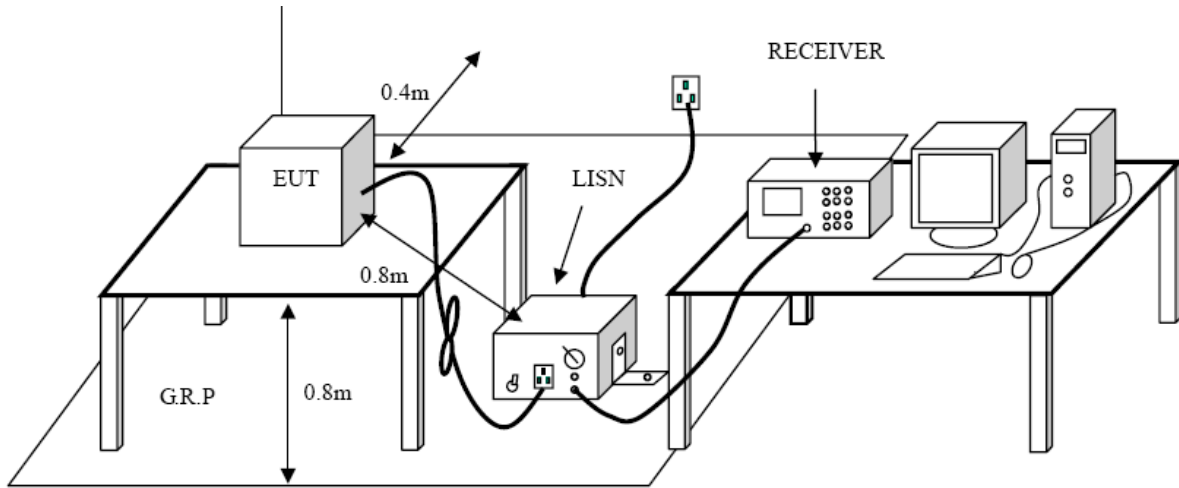 RECEIVER
0.4m
EUT
LISN
0.8m
G.R.P
0.8m